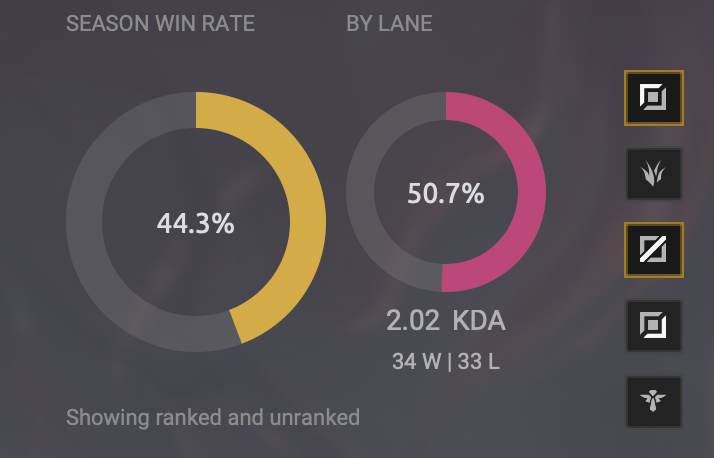 SEASON WIN RATE
BY LANE
44.3%
50.7%
2.02 KDA
34 W | 33 L
Showing ranked and unranked